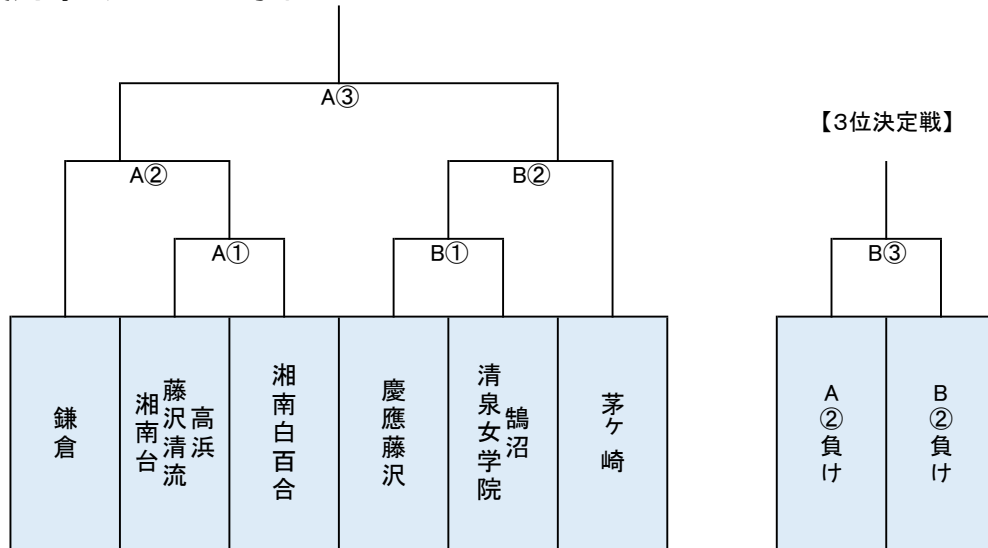 A③
【3位決定戦】
A②
B②
A①
B①
B③
鎌倉
湘南台
藤沢清流
高浜
湘南白百合
慶應藤沢
清泉女学院
鵠沼
茅ケ崎
A②負け
B②負け